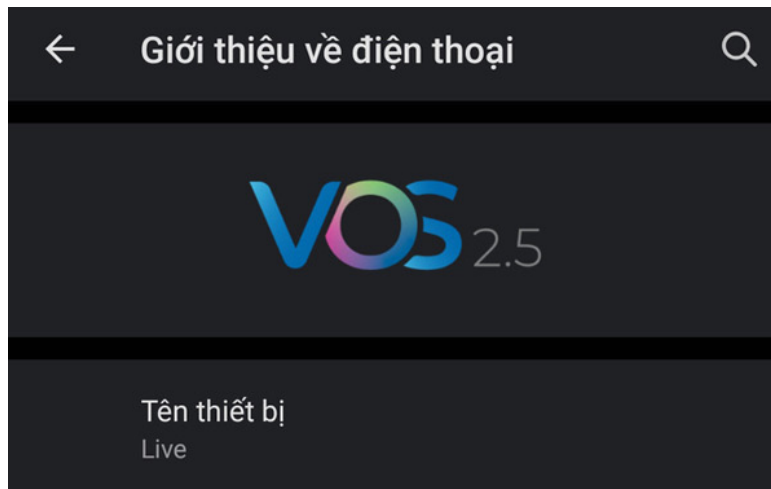 Giới thiệu về điện thoại
VOS 2.5
Tên thiết bị
Live